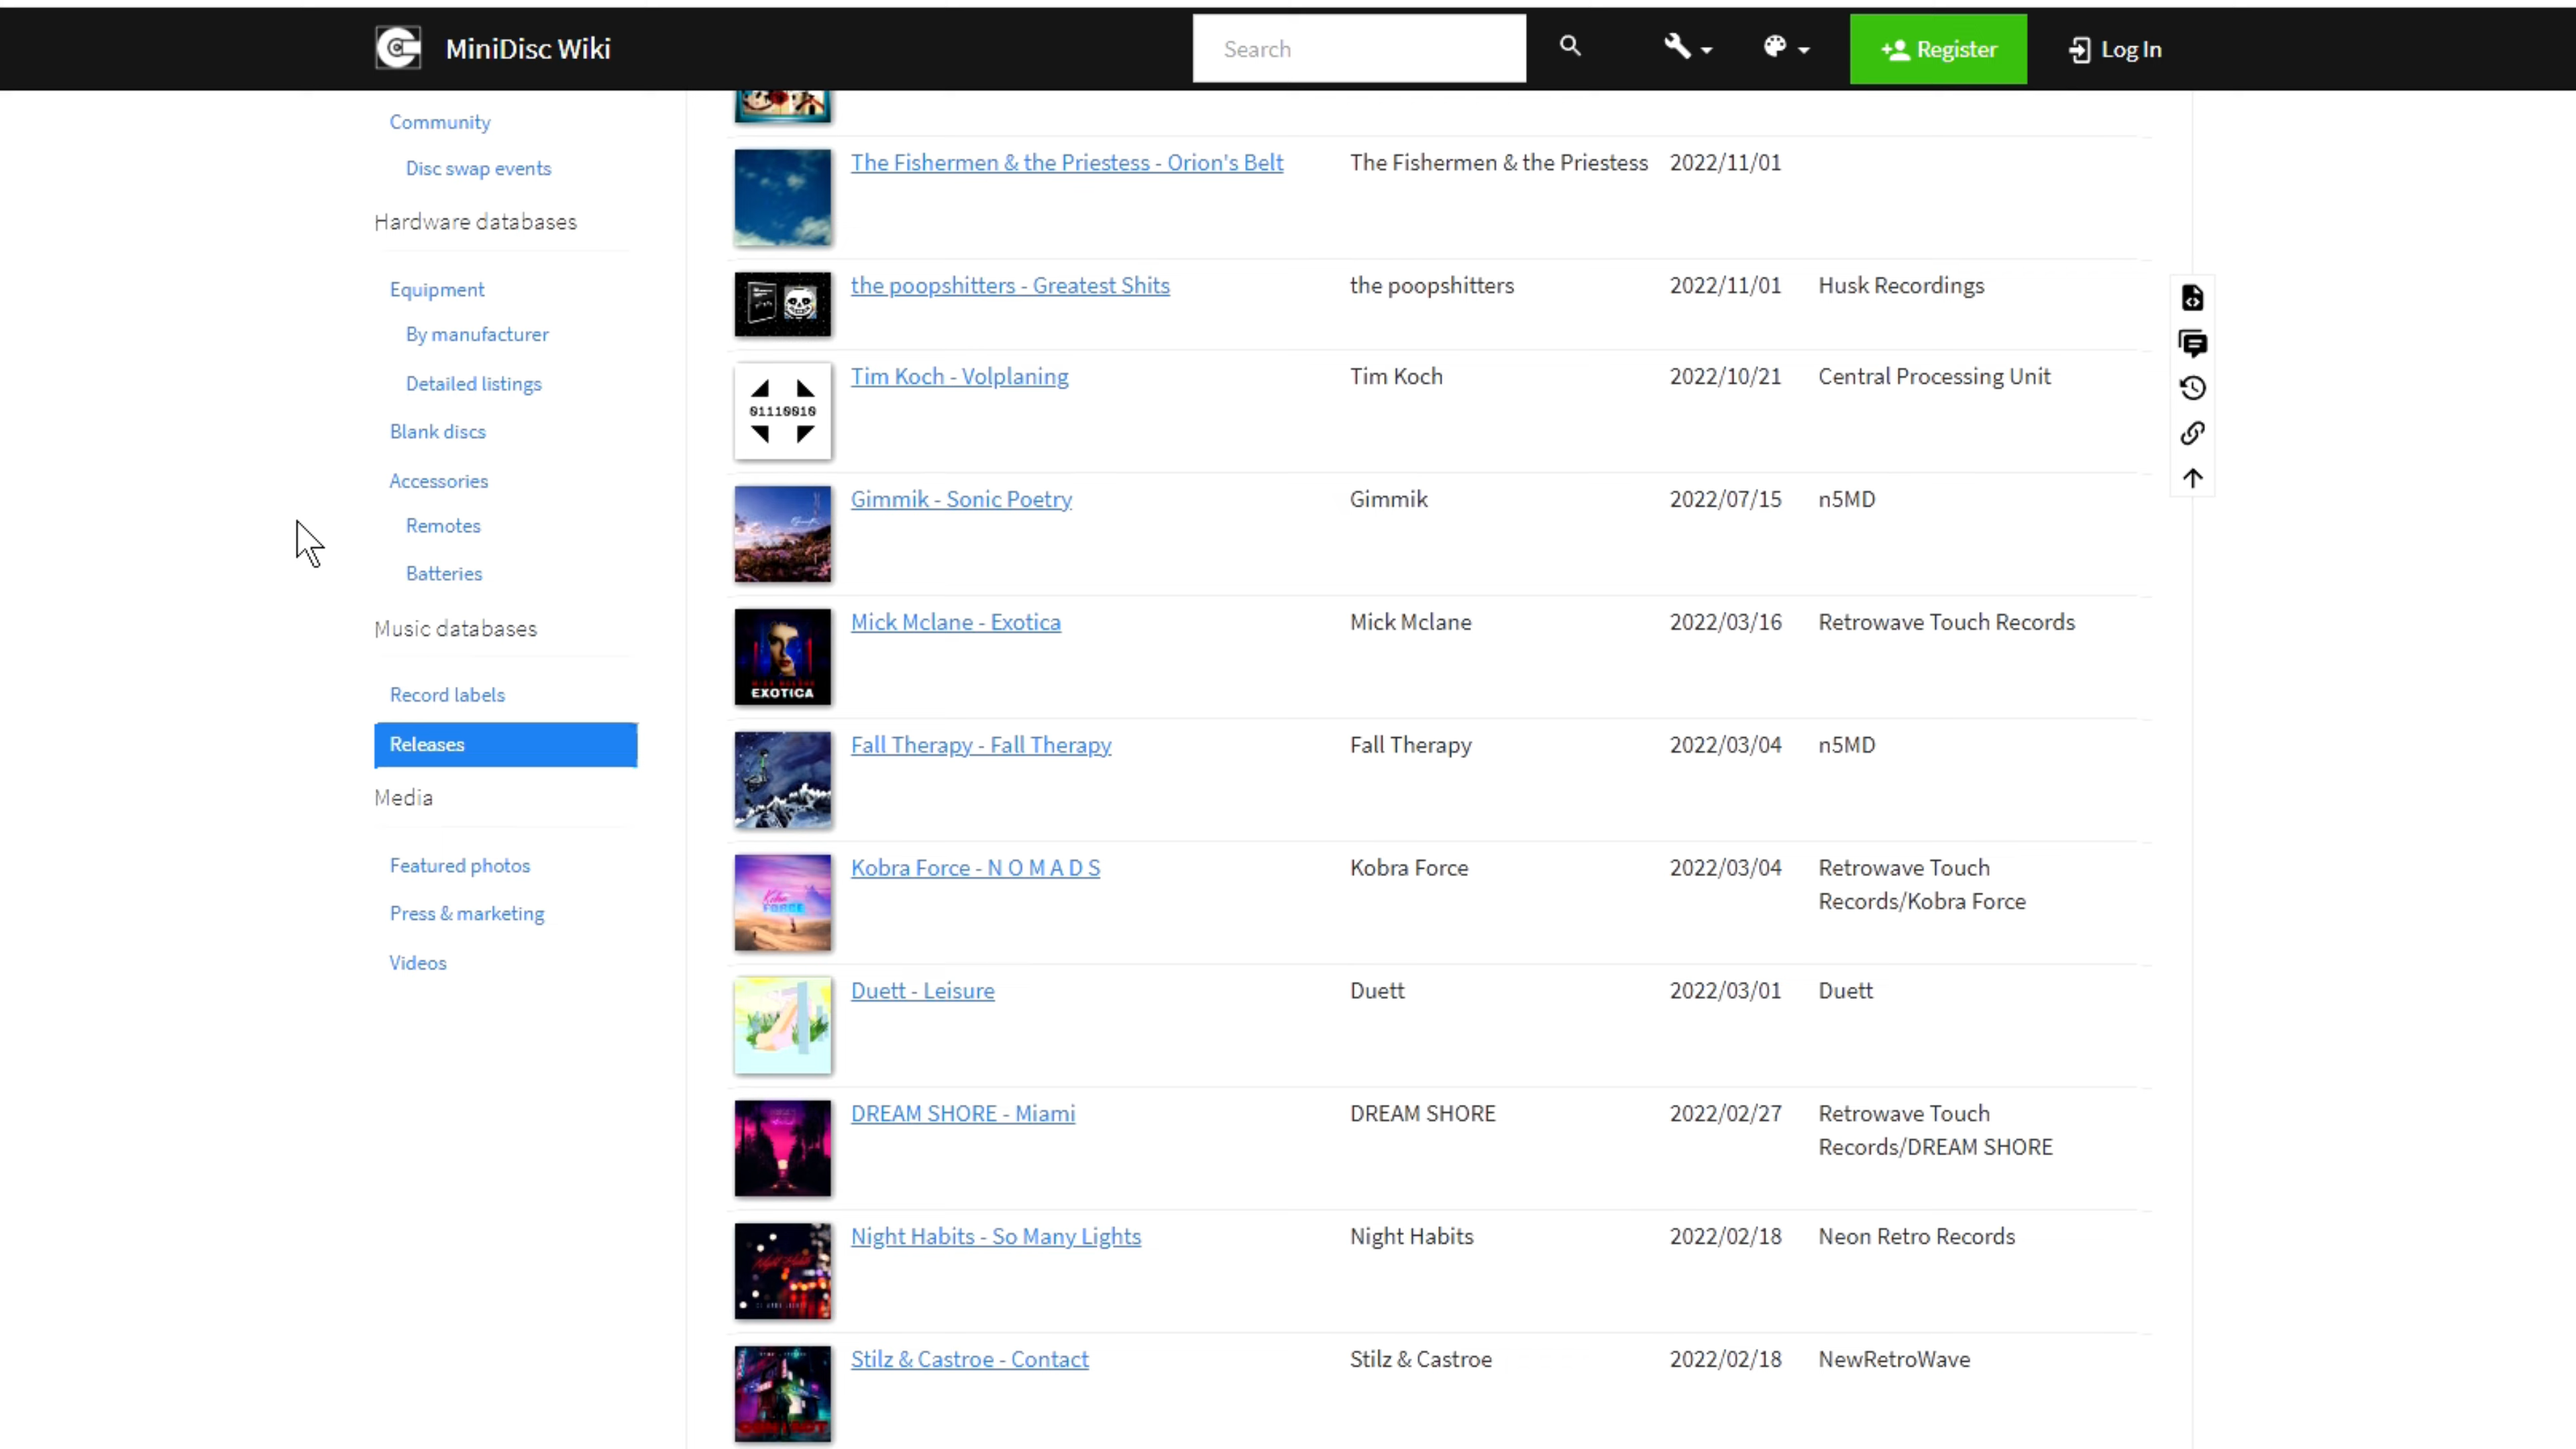 MiniDisc Wiki
Search
Register
Log In
Community
Disc swap events
Hardware databases
Equipment
By manufacturer
Detailed listings
Blank discs
Accessories
Remotes
Batteries
Music databases
Record labels
Releases
Media
Featured photos
Press & marketing
Videos
The Fishermen & the Priestess - Orion's Belt The Fishermen & the Priestess 2022/11/01
the poopshitters - Greatest Shits the poopshitters 2022/11/01 Husk Recordings
01110010
Tim Koch - Volplaning Tim Koch 2022/10/21 Central Processing Unit
Gimmik - Sonic Poetry Gimmik 2022/07/15 n5MD
EXOTICA
Mick Mclane - Exotica Mick Mclane 2022/03/16 Retrowave Touch Records
Fall Therapy - Fall Therapy Fall Therapy 2022/03/04 n5MD
Kobra Force - N O M A D S Kobra Force 2022/03/04 Retrowave Touch
Records/Kobra Force
Duett - Leisure Duett 2022/03/01 Duett
DREAM SHORE - Miami DREAM SHORE 2022/02/27 Retrowave Touch
Records/DREAM SHORE
Night Habits - So Many Lights Night Habits 2022/02/18 Neon Retro Records
Stilz & Castroe - Contact Stilz & Castroe 2022/02/18 NewRetroWave